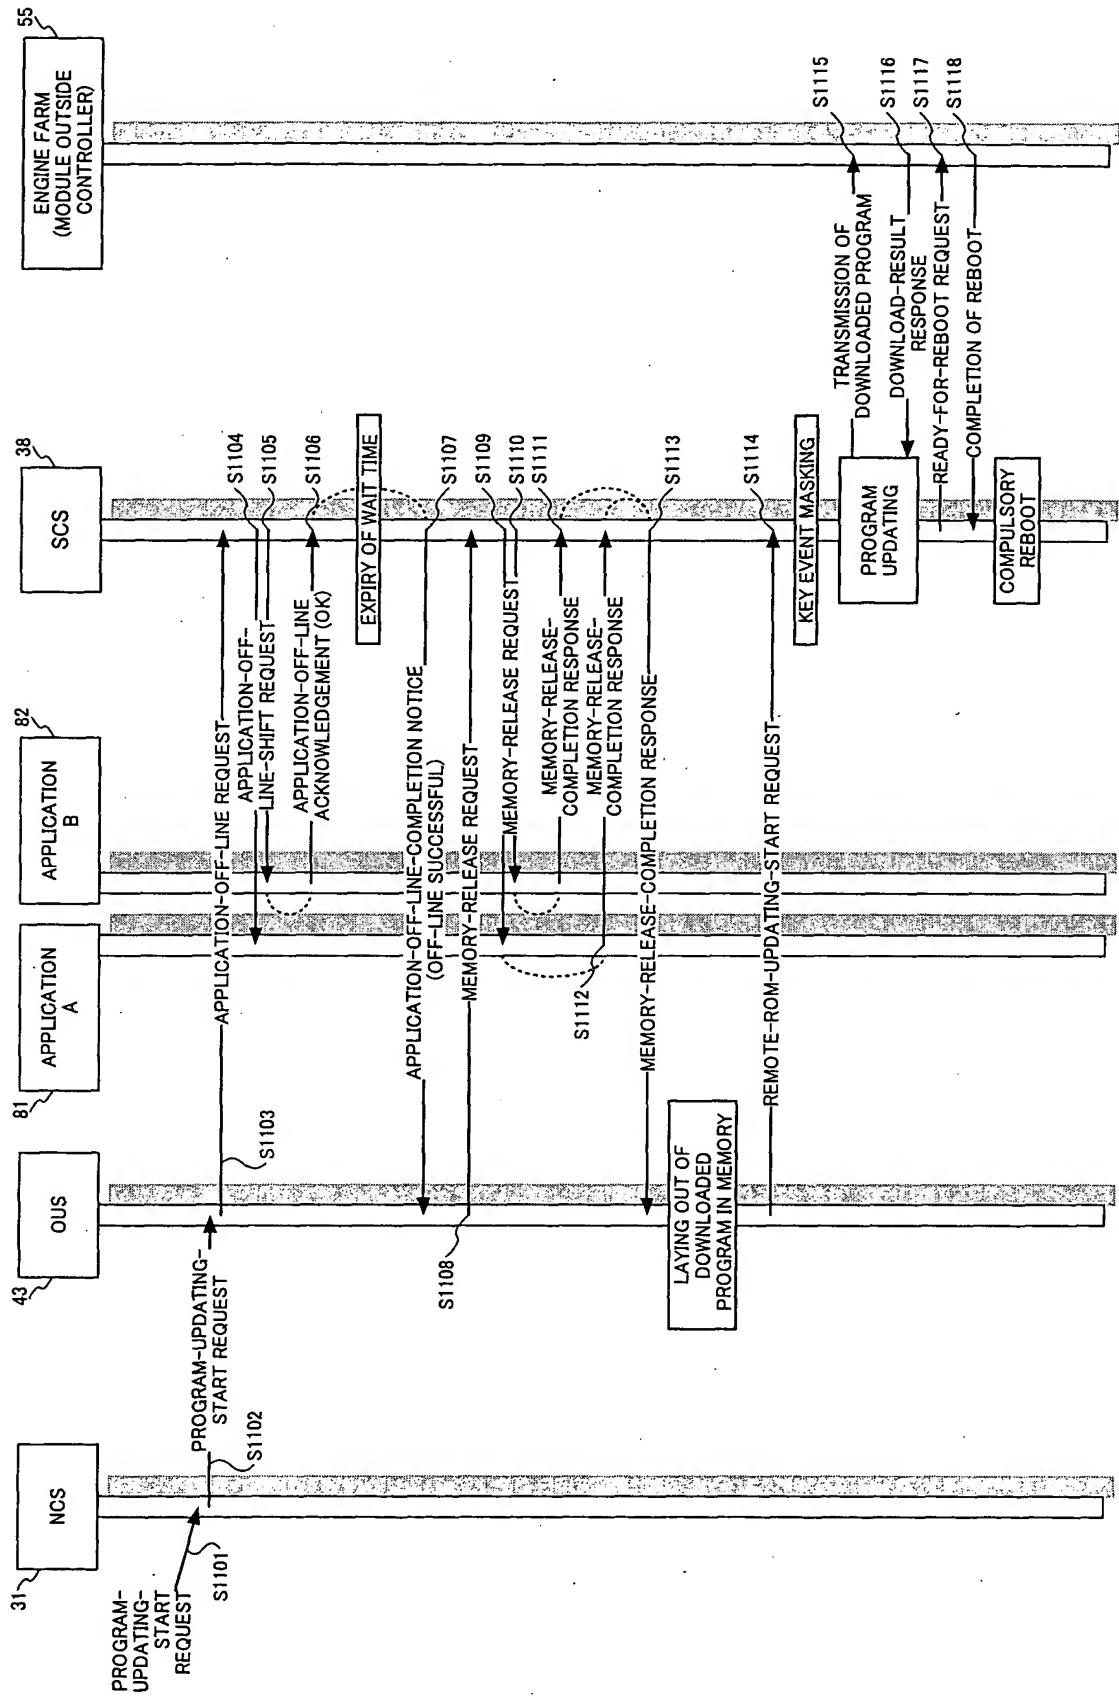 31
NCS
43
OUS
81
APPLICATION
A
82
APPLICATION
B
38
SCS
55
ENGINE FARM
(MODULE OUTSIDE
CONTROLLER)
PROGRAM-
UPDATING-
START
REQUEST
S1101
PROGRAM-UPDATING-
START REQUEST
S1102
S1103
APPLICATION-OFF-LINE REQUEST
S1104
APPLICATION-OFF-
LINE-SHIFT REQUEST
S1105
APPLICATION-OFF-LINE
ACKNOWLEDGEMENT (OK)
S1106
EXPIRY OF WAIT TIME
APPLICATION-OFF-LINE-COMPLETION NOTICE
(OFF-LINE SUCCESSFUL)
S1107
S1108
MEMORY-RELEASE REQUEST
S1109
MEMORY-RELEASE REQUEST
S1110
MEMORY-RELEASE-
COMPLETION RESPONSE
S1111
MEMORY-RELEASE-
COMPLETION RESPONSE
S1112
MEMORY-RELEASE-COMPLETION RESPONSE
S1113
LAYING OUT OF
DOWNLOADED
PROGRAM IN MEMORY
REMOTE-ROM-UPDATING-START REQUEST
S1114
KEY EVENT MASKING
PROGRAM
UPDATING
TRANSMISSION OF
DOWNLOADED PROGRAM
S1115
DOWNLOAD-RESULT
RESPONSE
S1116
READY-FOR-REBOOT REQUEST
S1117
COMPLETION OF REBOOT
S1118
COMPULSORY
REBOOT